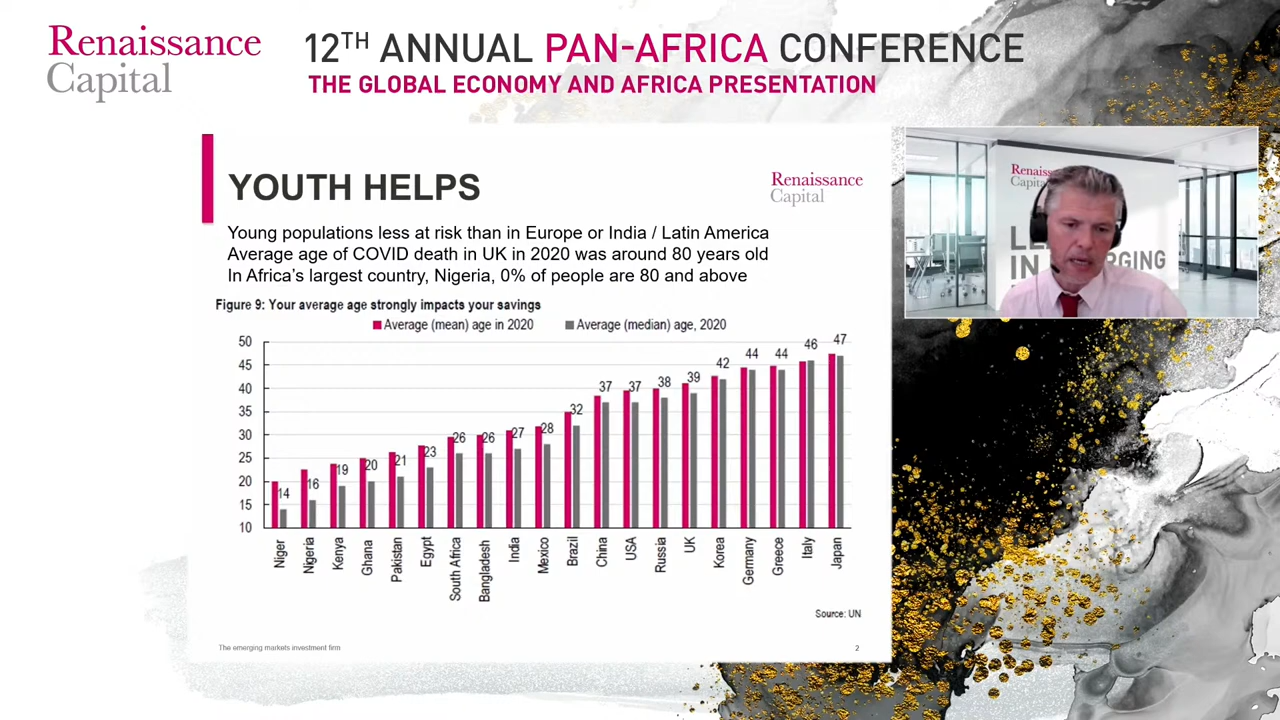 Renaissance
Capital
12TH ANNUAL PAN-AFRICA CONFERENCE
THE GLOBAL ECONOMY AND AFRICA PRESENTATION
YOUTH HELPS
Renaissance
Capital
Young populations less at risk than in Europe or India / Latin America
Average age of COVID death in UK in 2020 was around 80 years old
In Africa's largest country, Nigeria, 0% of people are 80 and above
Figure 9: Your average age strongly impacts your savings
Average (mean) age in 2020 Average (median) age, 2020
50
45
40
35
30
25
20
15
10
14 16 19 20 21 23 26 26 27 28 32 37 37 38 39 42 44 44 46 47
Niger Nigeria Kenya Ghana Pakistan Egypt South Africa Bangladesh India Mexico Brazil China USA Russia UK Korea Germany Greece Italy Japan
Source: UN
The emerging markets investment firm 2